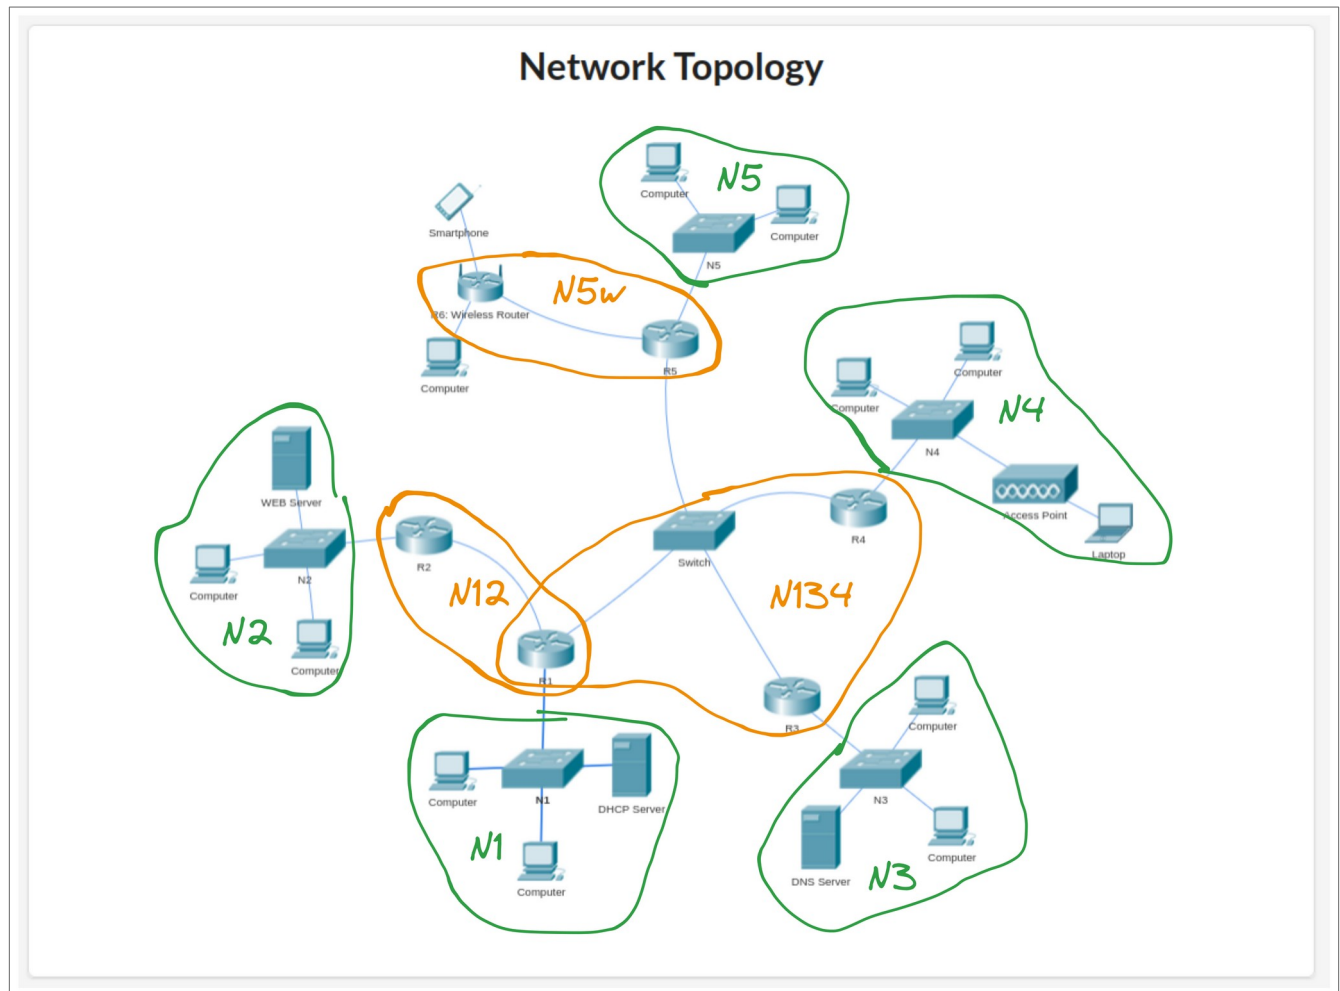 Network Topology
Computer
N5
Computer
N5
Smartphone
N5w
R6: Wireless Router
R5
Computer
Computer
Computer
N4
N4
Access Point
Laptop
WEB Server
N2
Computer
N2
Computer
R2
N12
Switch
R4
N134
R1
R3
Computer
N3
Computer
DNS Server
N3
Computer
N1
DHCP Server
N1
Computer